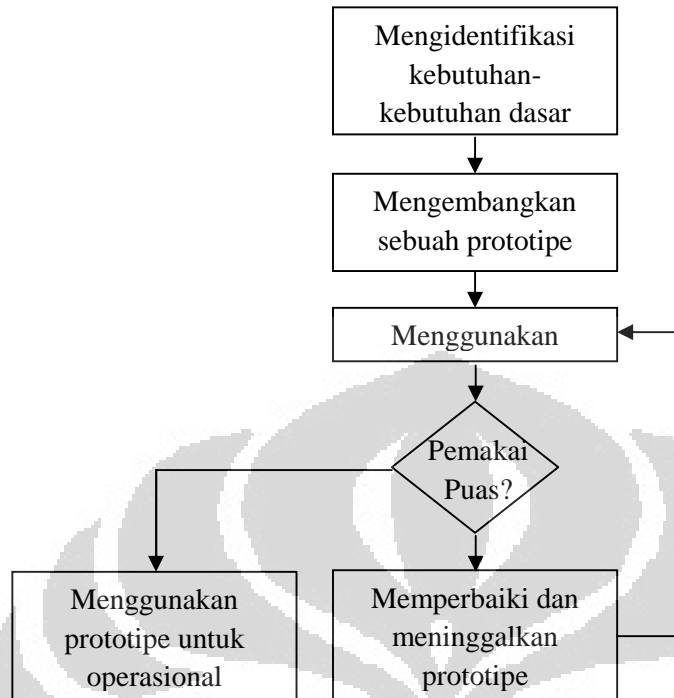 Mengidentifikasi
kebutuhan-
kebutuhan dasar
Mengembangkan
sebuah prototipe
Menggunakan
Pemakai
Puas?
Menggunakan
prototipe untuk
operasional
Memperbaiki dan
meninggalkan
prototipe